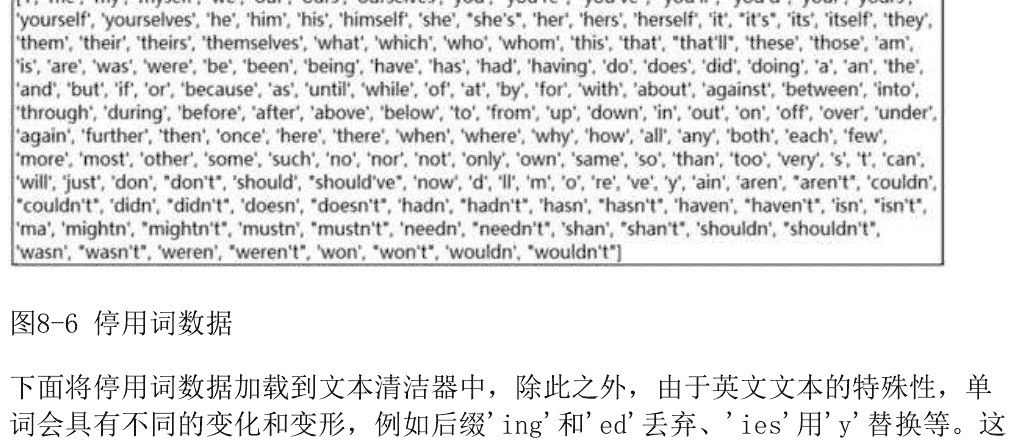 'yourself', 'yourselves', 'he', 'him', 'his', 'himself', 'she', "she's", 'her', 'hers', 'herself', 'it', "it's", 'its', 'itself', 'they',
'them', 'their', 'theirs', 'themselves', 'what', 'which', 'who', 'whom', 'this', 'that', "that'll", 'these', 'those', 'am',
'is', 'are', 'was', 'were', 'be', 'been', 'being', 'have', 'has', 'had', 'having', 'do', 'does', 'did', 'doing', 'a', 'an', 'the',
'and', 'but', 'if', 'or', 'because', 'as', 'until', 'while', 'of', 'at', 'by', 'for', 'with', 'about', 'against', 'between', 'into',
'through', 'during', 'before', 'after', 'above', 'below', 'to', 'from', 'up', 'down', 'in', 'out', 'on', 'off', 'over', 'under',
'again', 'further', 'then', 'once', 'here', 'there', 'when', 'where', 'why', 'how', 'all', 'any', 'both', 'each', 'few',
'more', 'most', 'other', 'some', 'such', 'no', 'nor', 'not', 'only', 'own', 'same', 'so', 'than', 'too', 'very', 's', 't', 'can',
'will', 'just', 'don', "don't", 'should', "should've", 'now', 'd', 'll', 'm', 'o', 're', 've', 'y', 'ain', 'aren', "aren't", 'couldn',
"couldn't", 'didn', "didn't", 'doesn', "doesn't", 'hadn', "hadn't", 'hasn', "hasn't", 'haven', "haven't", 'isn', "isn't",
'ma', 'mightn', "mightn't", 'mustn', "mustn't", 'needn', "needn't", 'shan', "shan't", 'shouldn', "shouldn't",
'wasn', "wasn't", 'weren', "weren't", 'won', "won't", 'wouldn', "wouldn't"]
图8-6 停用词数据
下面将停用词数据加载到文本清洁器中，除此之外，由于英文文本的特殊性，单
词会具有不同的变化和变形，例如后缀'ing'和'ed'丢弃、'ies'用'y'替换等。这